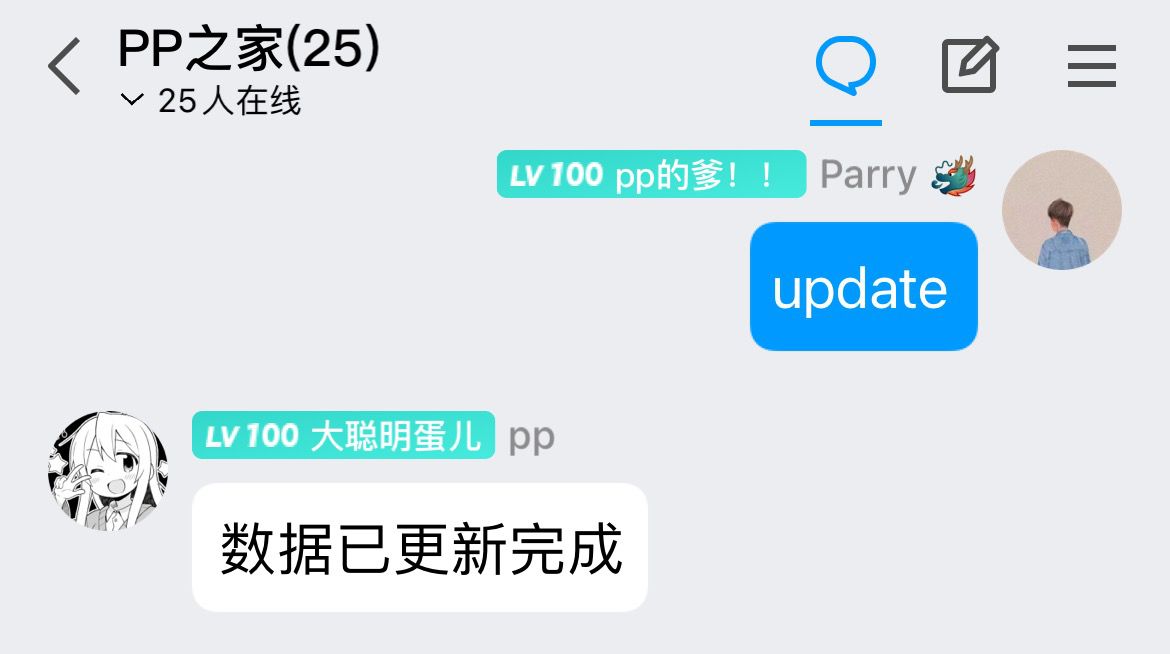 PP之家(25)
25人在线
LV 100 pp的爹！！ Parry 🐲
update
LV 100 大聪明蛋儿 pp
数据已更新完成